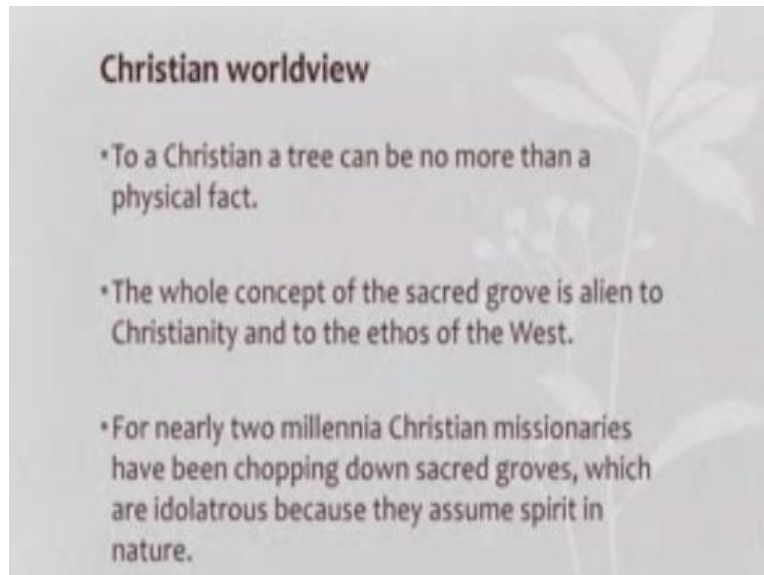 Christian worldview
•To a Christian a tree can be no more than a
physical fact.
•The whole concept of the sacred grove is alien to
Christianity and to the ethos of the West.
•For nearly two millennia Christian missionaries
have been chopping down sacred groves, which
are idolatrous because they assume spirit in
nature.